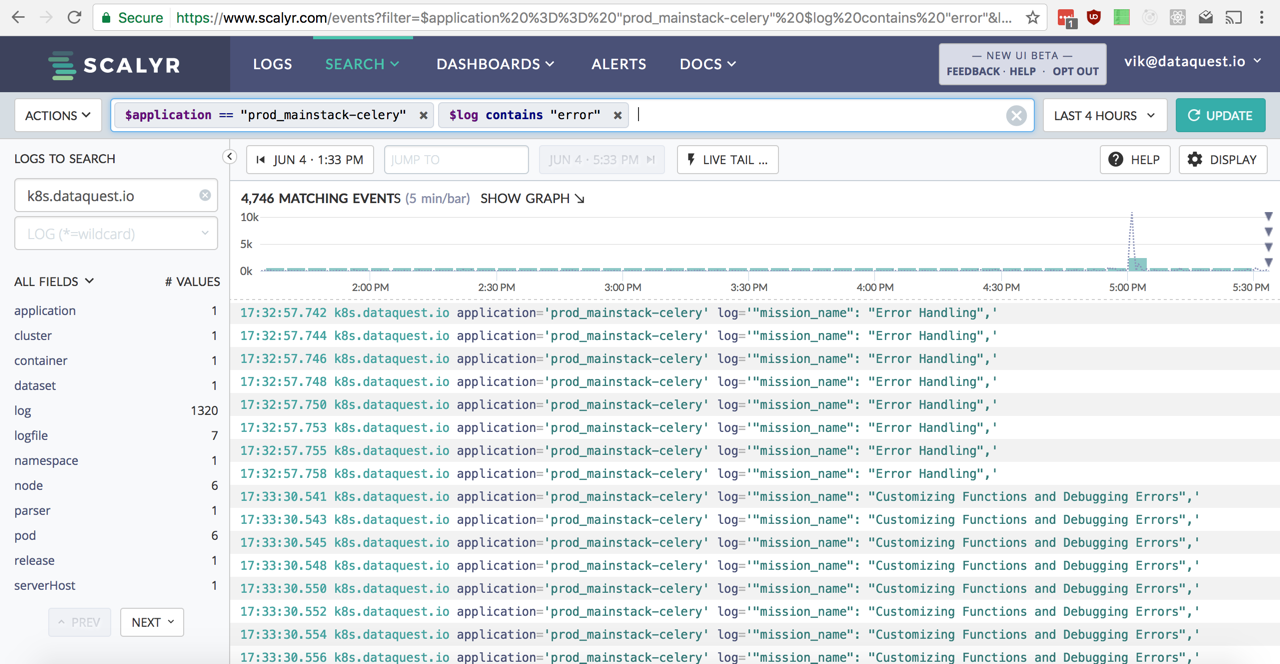 Secure https://www.scalyr.com/events?filter=$application%20%3D%3D%20"prod_mainstack-celery"%20$log%20contains%20"error"&l...
1
SCALYR
LOGS SEARCH DASHBOARDS ALERTS DOCS
— NEW UI BETA —
FEEDBACK · HELP · OPT OUT
vik@dataquest.io
ACTIONS
$application == "prod_mainstack-celery" × $log contains "error" ×
LAST 4 HOURS
UPDATE
LOGS TO SEARCH
JUN 4 · 1:33 PM
JUMP TO
JUN 4 · 5:33 PM
LIVE TAIL ...
HELP
DISPLAY
k8s.dataquest.io
LOG (*=wildcard)
4,746 MATCHING EVENTS (5 min/bar) SHOW GRAPH
10k
5k
0k
2:00 PM 2:30 PM 3:00 PM 3:30 PM 4:00 PM 4:30 PM 5:00 PM 5:30 PM
ALL FIELDS # VALUES
application 1
cluster 1
container 1
dataset 1
log 1320
logfile 7
namespace 1
node 6
parser 1
pod 6
release 1
serverHost 1
PREV NEXT
17:32:57.742 k8s.dataquest.io application='prod_mainstack-celery' log='"mission_name": "Error Handling",'
17:32:57.744 k8s.dataquest.io application='prod_mainstack-celery' log='"mission_name": "Error Handling",'
17:32:57.746 k8s.dataquest.io application='prod_mainstack-celery' log='"mission_name": "Error Handling",'
17:32:57.748 k8s.dataquest.io application='prod_mainstack-celery' log='"mission_name": "Error Handling",'
17:32:57.750 k8s.dataquest.io application='prod_mainstack-celery' log='"mission_name": "Error Handling",'
17:32:57.753 k8s.dataquest.io application='prod_mainstack-celery' log='"mission_name": "Error Handling",'
17:32:57.755 k8s.dataquest.io application='prod_mainstack-celery' log='"mission_name": "Error Handling",'
17:32:57.758 k8s.dataquest.io application='prod_mainstack-celery' log='"mission_name": "Error Handling",'
17:33:30.541 k8s.dataquest.io application='prod_mainstack-celery' log='"mission_name": "Customizing Functions and Debugging Errors",'
17:33:30.543 k8s.dataquest.io application='prod_mainstack-celery' log='"mission_name": "Customizing Functions and Debugging Errors",'
17:33:30.545 k8s.dataquest.io application='prod_mainstack-celery' log='"mission_name": "Customizing Functions and Debugging Errors",'
17:33:30.548 k8s.dataquest.io application='prod_mainstack-celery' log='"mission_name": "Customizing Functions and Debugging Errors",'
17:33:30.550 k8s.dataquest.io application='prod_mainstack-celery' log='"mission_name": "Customizing Functions and Debugging Errors",'
17:33:30.552 k8s.dataquest.io application='prod_mainstack-celery' log='"mission_name": "Customizing Functions and Debugging Errors",'
17:33:30.554 k8s.dataquest.io application='prod_mainstack-celery' log='"mission_name": "Customizing Functions and Debugging Errors",'
17:33:30.556 k8s.dataquest.io application='prod_mainstack-celery' log='"mission_name": "Customizing Functions and Debugging Errors",'